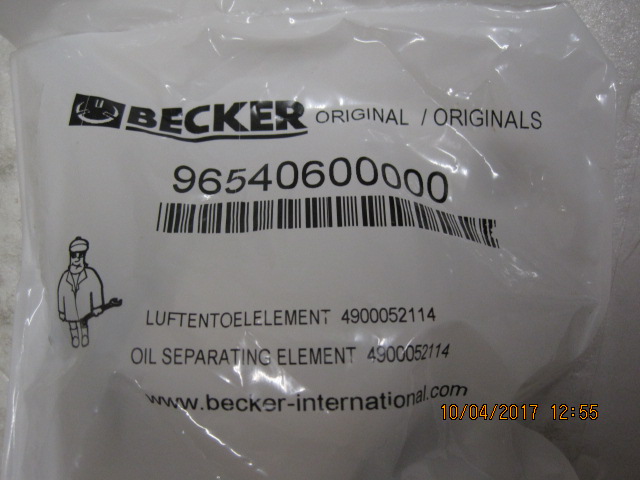 BECKER ORIGINAL / ORIGINALS
96540600000
LUFTENTOELELEMENT 4900052114
OIL SEPARATING ELEMENT 4900052114
www.becker-international.com
10/04/2017 12:55